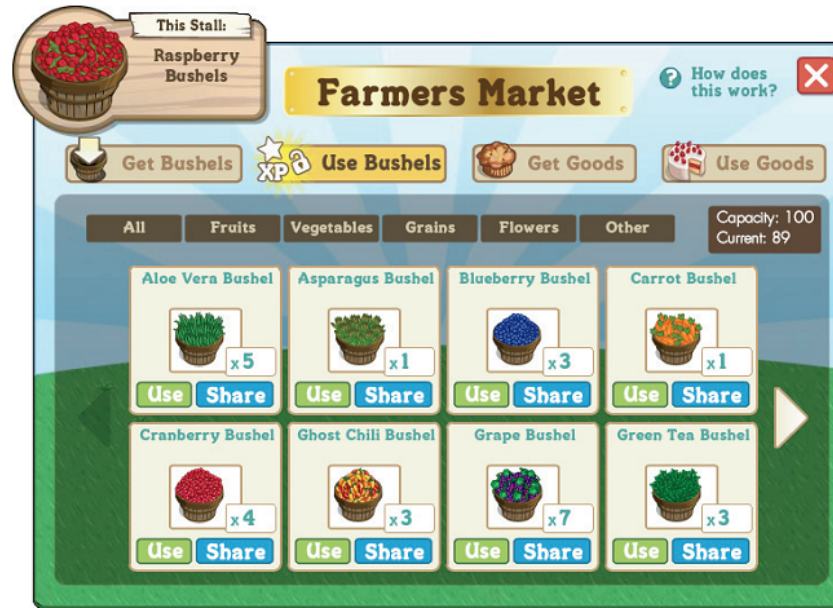 This Stall:
Raspberry
Bushels
Farmers Market
? How does
this work?
Get Bushels
XP Use Bushels
Get Goods
Use Goods
All
Fruits
Vegetables
Grains
Flowers
Other
Capacity: 100
Current: 89
Aloe Vera Bushel
x5
Use Share
Asparagus Bushel
x1
Use Share
Blueberry Bushel
x3
Use Share
Carrot Bushel
x1
Use Share
Cranberry Bushel
x4
Use Share
Ghost Chili Bushel
x3
Use Share
Grape Bushel
x7
Use Share
Green Tea Bushel
x3
Use Share